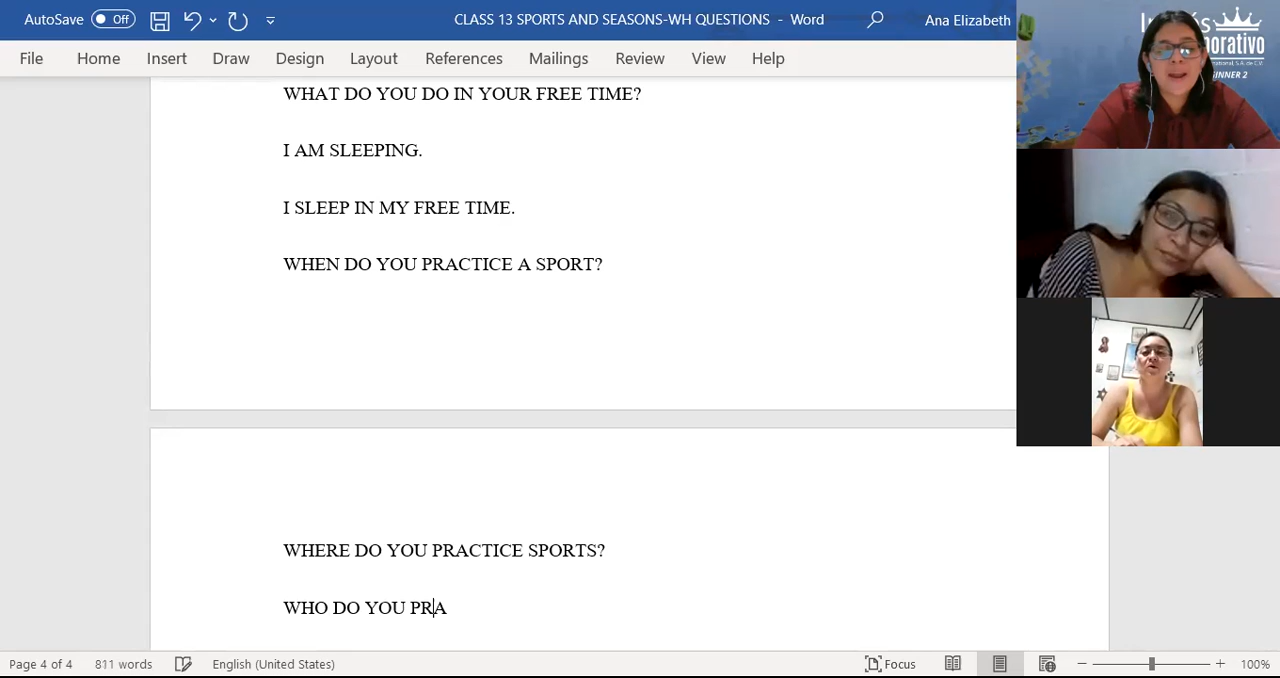 AutoSave Off CLASS 13 SPORTS AND SEASONS-WH QUESTIONS - Word Ana Elizabeth
File Home Insert Draw Design Layout References Mailings Review View Help
WHAT DO YOU DO IN YOUR FREE TIME?
I AM SLEEPING.
I SLEEP IN MY FREE TIME.
WHEN DO YOU PRACTICE A SPORT?
WHERE DO YOU PRACTICE SPORTS?
WHO DO YOU PRA
Page 4 of 4 811 words English (United States) Focus 100%